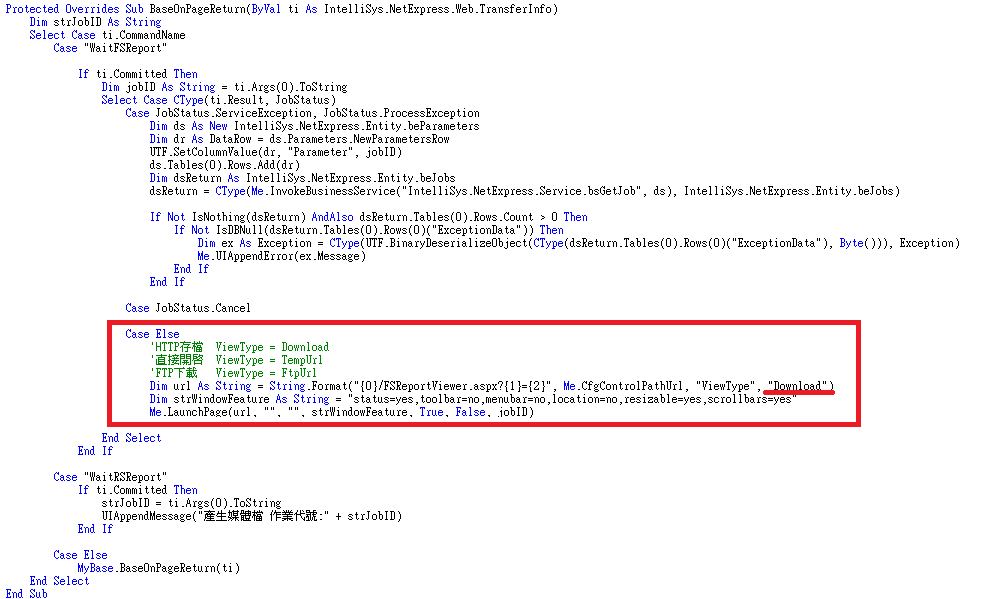 Protected Overrides Sub BaseOnPageReturn(ByVal ti As IntelliSys.NetExpress.Web.TransferInfo)
Dim strJobID As String
Select Case ti.CommandName
Case "WaitFSReport"
If ti.Committed Then
Dim jobID As String = ti.Args(0).ToString
Select Case CType(ti.Result, JobStatus)
Case JobStatus.ServiceException, JobStatus.ProcessException
Dim ds As New IntelliSys.NetExpress.Entity.beParameters
Dim dr As DataRow = ds.Parameters.NewParametersRow
UTF.SetColumnValue(dr, "Parameter", jobID)
ds.Tables(0).Rows.Add(dr)
Dim dsReturn As IntelliSys.NetExpress.Entity.beJobs
dsReturn = CType(Me.InvokeBusinessService("IntelliSys.NetExpress.Service.bsGetJob", ds), IntelliSys.NetExpress.Entity.beJobs)
If Not IsNothing(dsReturn) AndAlso dsReturn.Tables(0).Rows.Count > 0 Then
If Not IsDBNull(dsReturn.Tables(0).Rows(0)("ExceptionData")) Then
Dim ex As Exception = CType(UTF.BinaryDeserializeObject(CType(dsReturn.Tables(0).Rows(0)("ExceptionData"), Byte())), Exception)
Me.UIAppendError(ex.Message)
End If
End If
Case JobStatus.Cancel
Case Else
'HTTP存檔 ViewType = Download
'直接開啓 ViewType = TempUrl
'FTP下載 ViewType = FtpUrl
Dim url As String = String.Format("{0}/FSReportViewer.aspx?{1}={2}", Me.CfgControlPathUrl, "ViewType", "Download")
Dim strWindowFeature As String = "status=yes,toolbar=no,menubar=no,location=no,resizable=yes,scrollbars=yes"
Me.LaunchPage(url, "", "", strWindowFeature, True, False, jobID)
End Select
End If
Case "WaitRSReport"
If ti.Committed Then
strJobID = ti.Args(0).ToString
UIAppendMessage("產生媒體檔 作業代號:" + strJobID)
End If
Case Else
MyBase.BaseOnPageReturn(ti)
End Select
End Sub